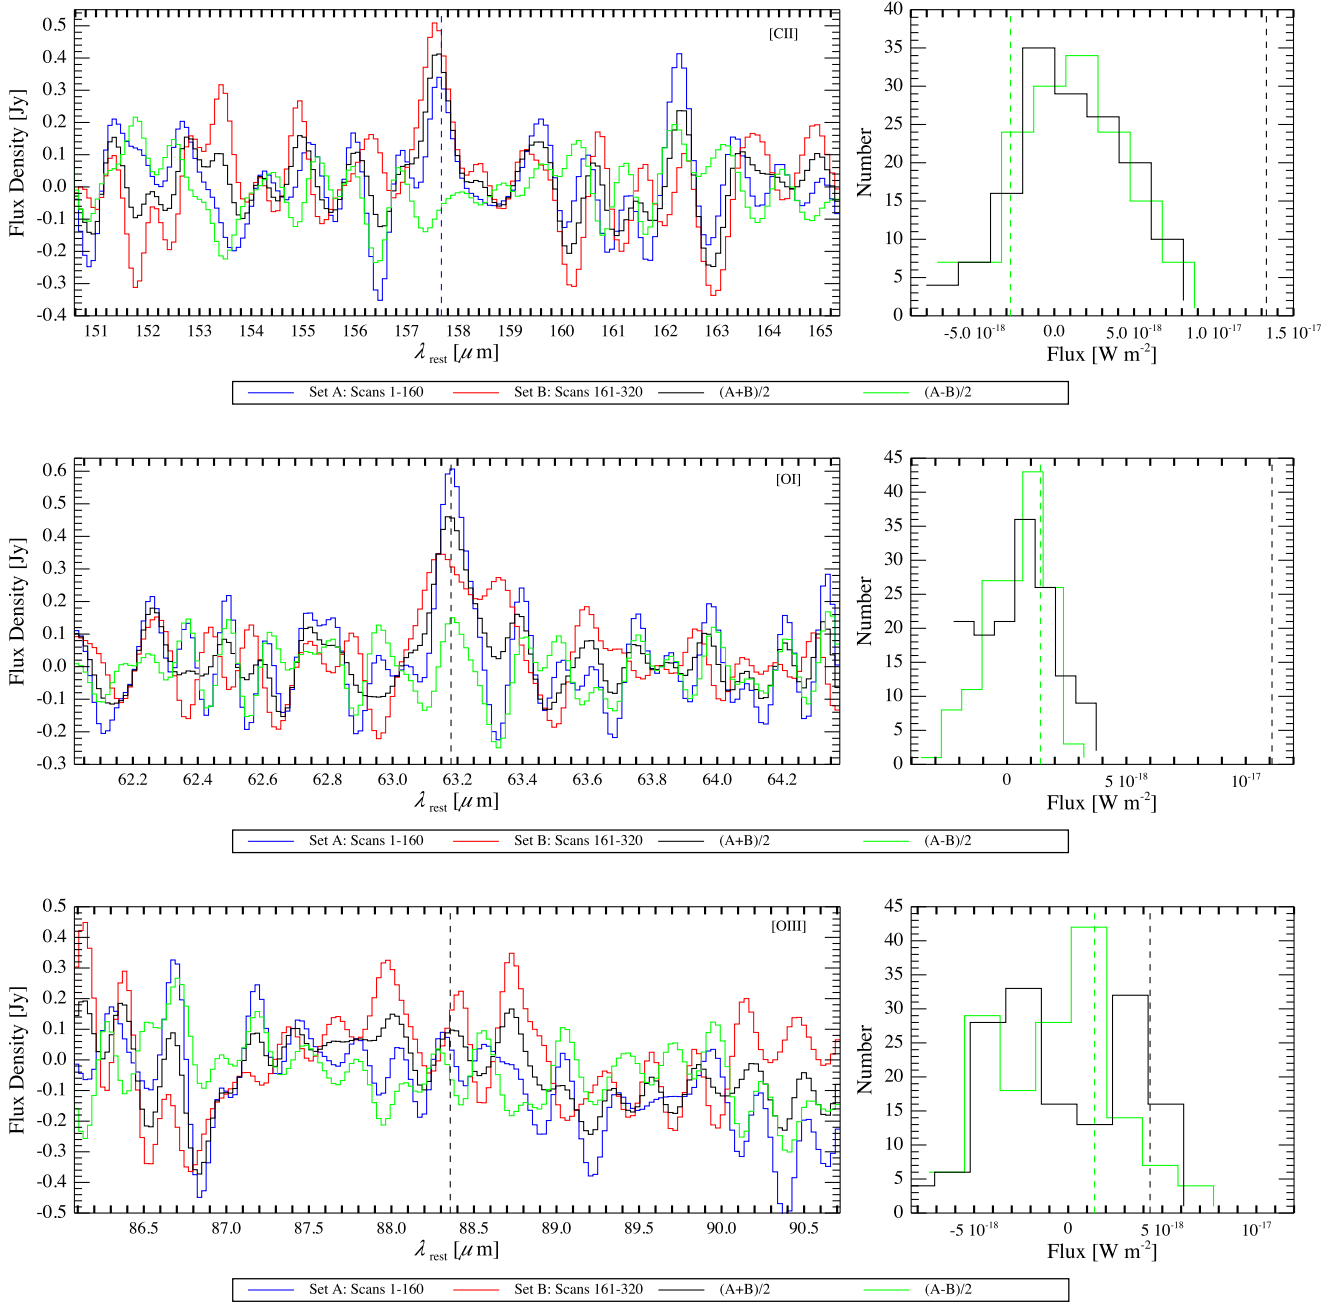 [CII]
Flux Density [Jy]
0.5
0.4
0.3
0.2
0.1
0.0
-0.1
-0.2
-0.3
-0.4
151 152 153 154 155 156 157 158 159 160 161 162 163 164 165
λ rest [μm]
Number
40
35
30
25
20
15
10
5
0
-5.0 10-18 0.0 5.0 10-18 1.0 10-17 1.5 10-17
Flux [W m-2]
Set A: Scans 1-160 Set B: Scans 161-320 (A+B)/2 (A-B)/2
[OI]
Flux Density [Jy]
0.6
0.5
0.4
0.3
0.2
0.1
0.0
-0.1
-0.2
-0.3
62.2 62.4 62.6 62.8 63.0 63.2 63.4 63.6 63.8 64.0 64.2
λ rest [μm]
Number
45
40
35
30
25
20
15
10
5
0
0 5 10-18 10-17
Flux [W m-2]
Set A: Scans 1-160 Set B: Scans 161-320 (A+B)/2 (A-B)/2
[OIII]
Flux Density [Jy]
0.5
0.4
0.3
0.2
0.1
0.0
-0.1
-0.2
-0.3
-0.4
-0.5
86.5 87.0 87.5 88.0 88.5 89.0 89.5 90.0 90.5
λ rest [μm]
Number
45
40
35
30
25
20
15
10
5
0
-5 10-18 0 5 10-18 10-17
Flux [W m-2]
Set A: Scans 1-160 Set B: Scans 161-320 (A+B)/2 (A-B)/2